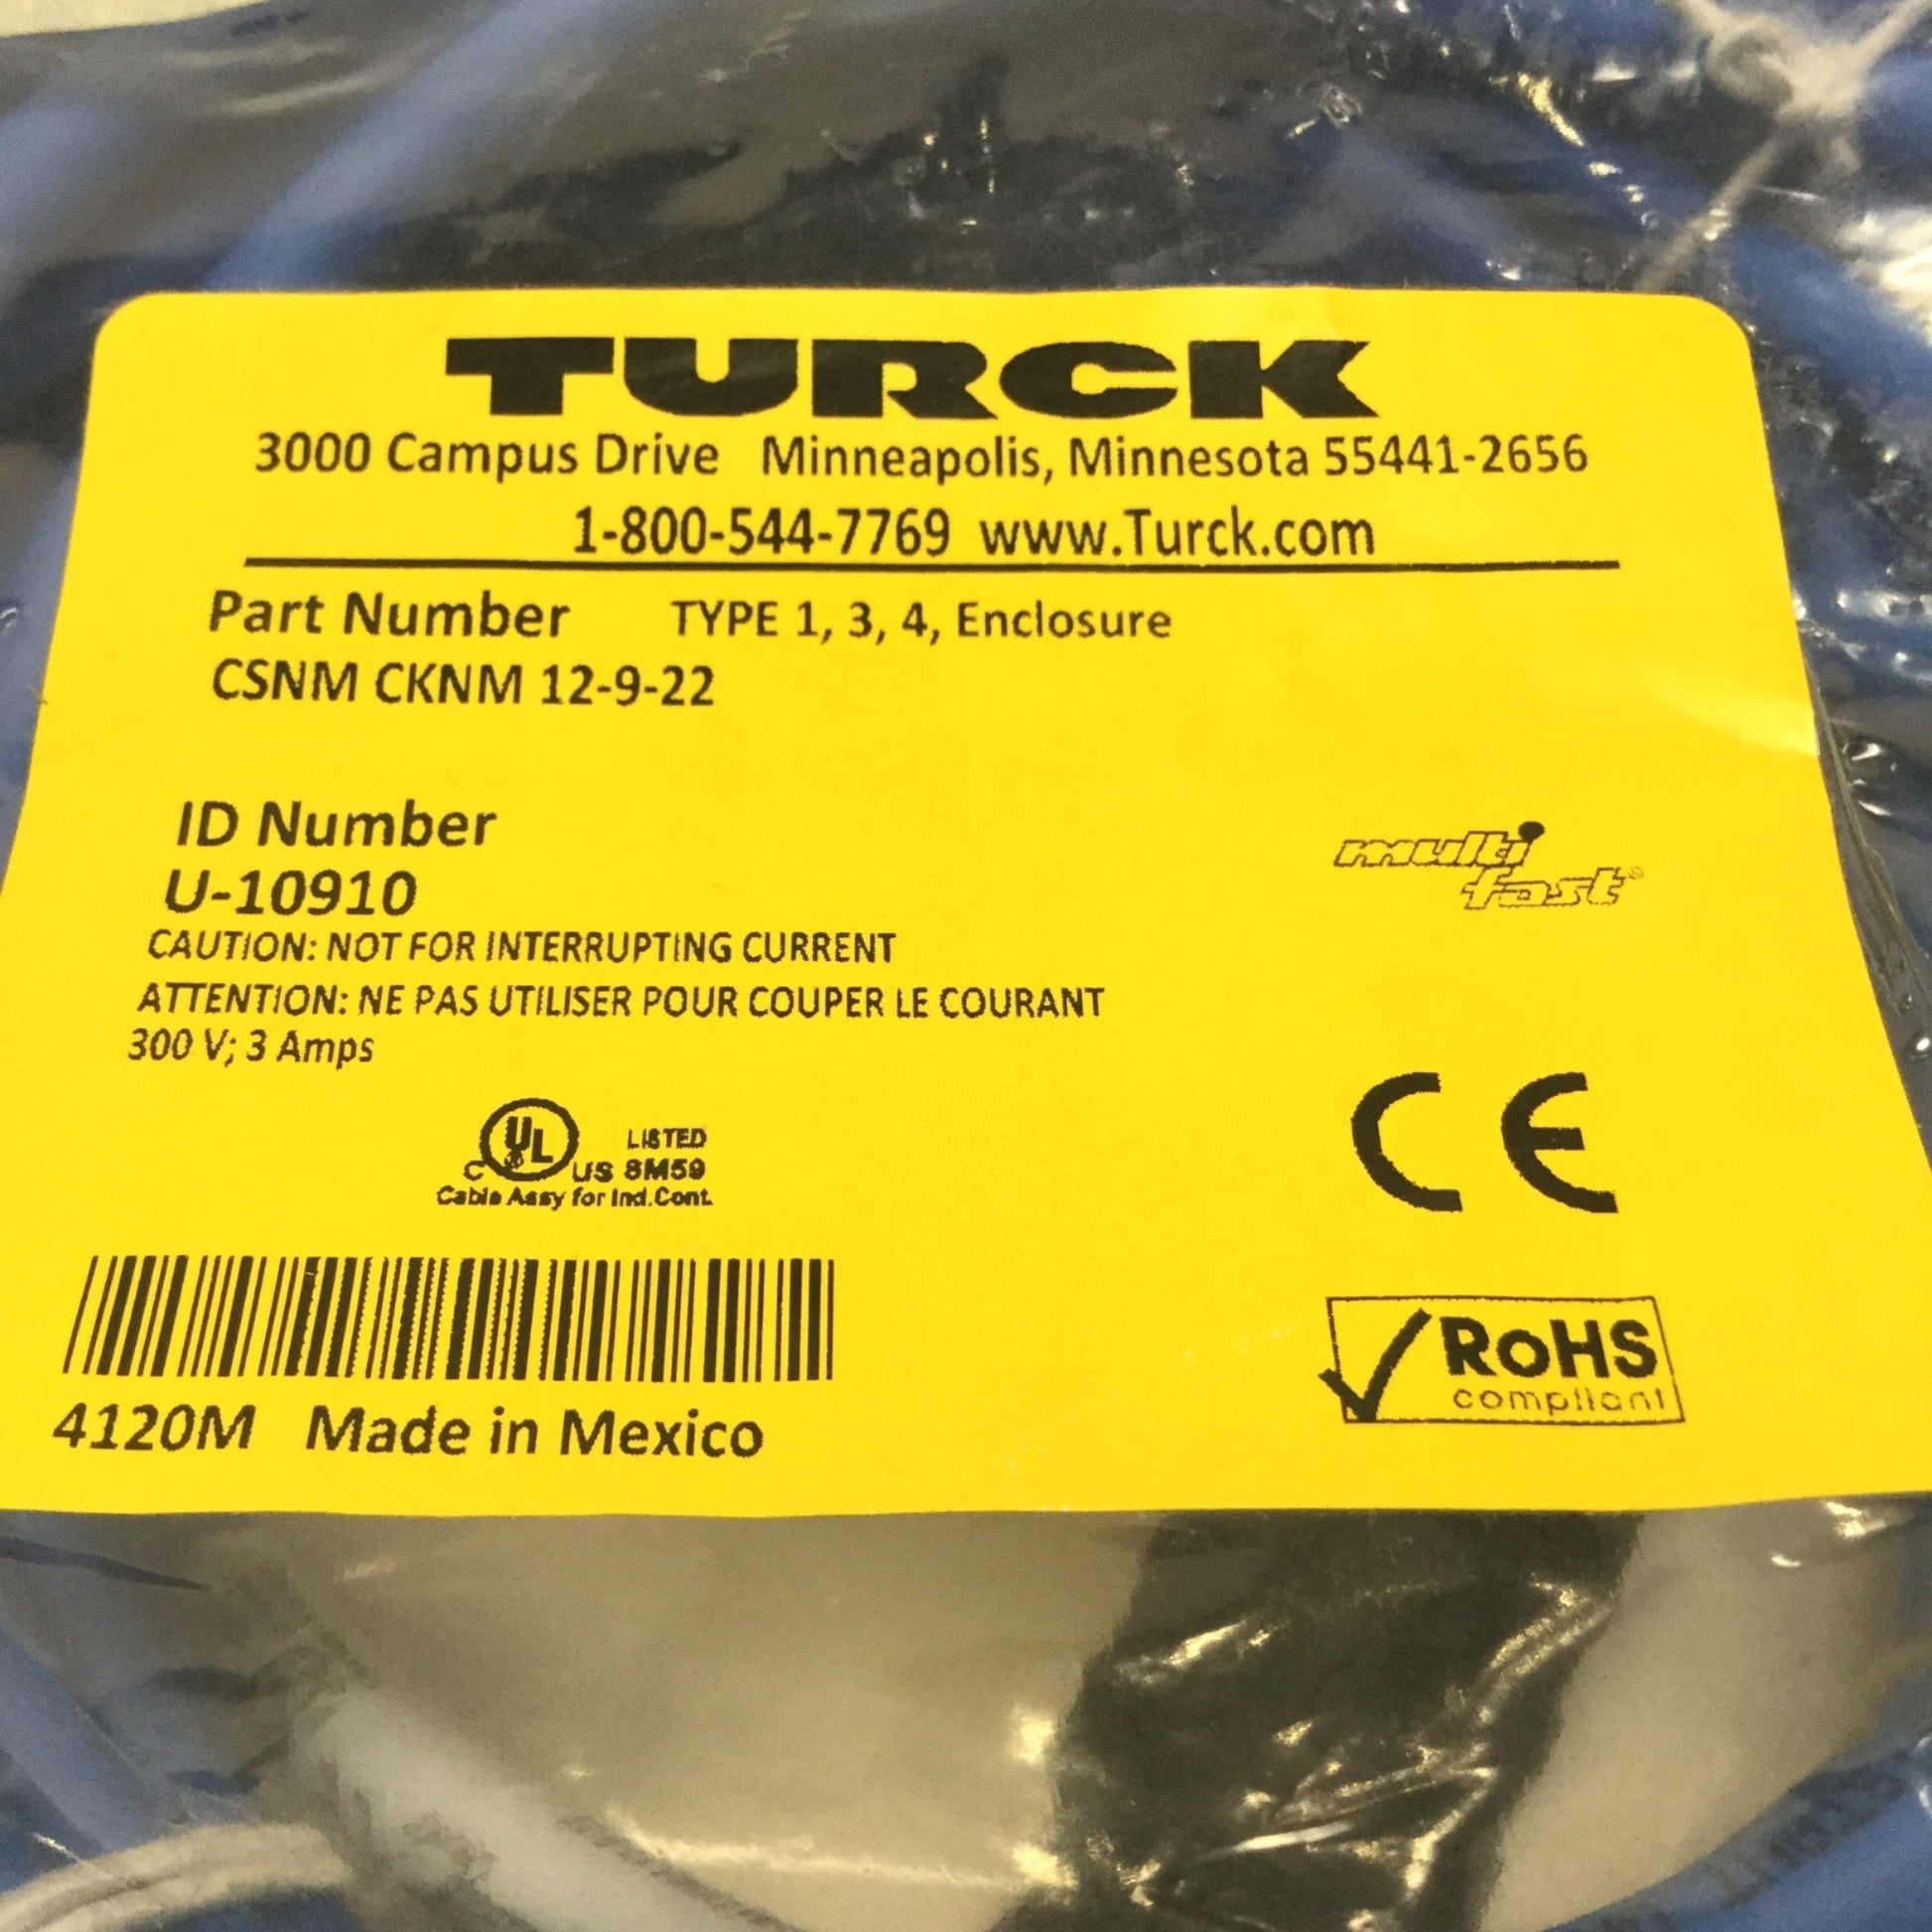 TURCK
3000 Campus Drive Minneapolis, Minnesota 55441-2656
1-800-544-7769 www.Turck.com
Part Number TYPE 1, 3, 4, Enclosure
CSNM CKNM 12-9-22
ID Number
U-10910
multi
fast®
CAUTION: NOT FOR INTERRUPTING CURRENT
ATTENTION: NE PAS UTILISER POUR COUPER LE COURANT
300 V; 3 Amps
C UL US LISTED
8M59
Cable Assy for Ind.Cont.
CE
RoHS
compliant
4120M Made in Mexico